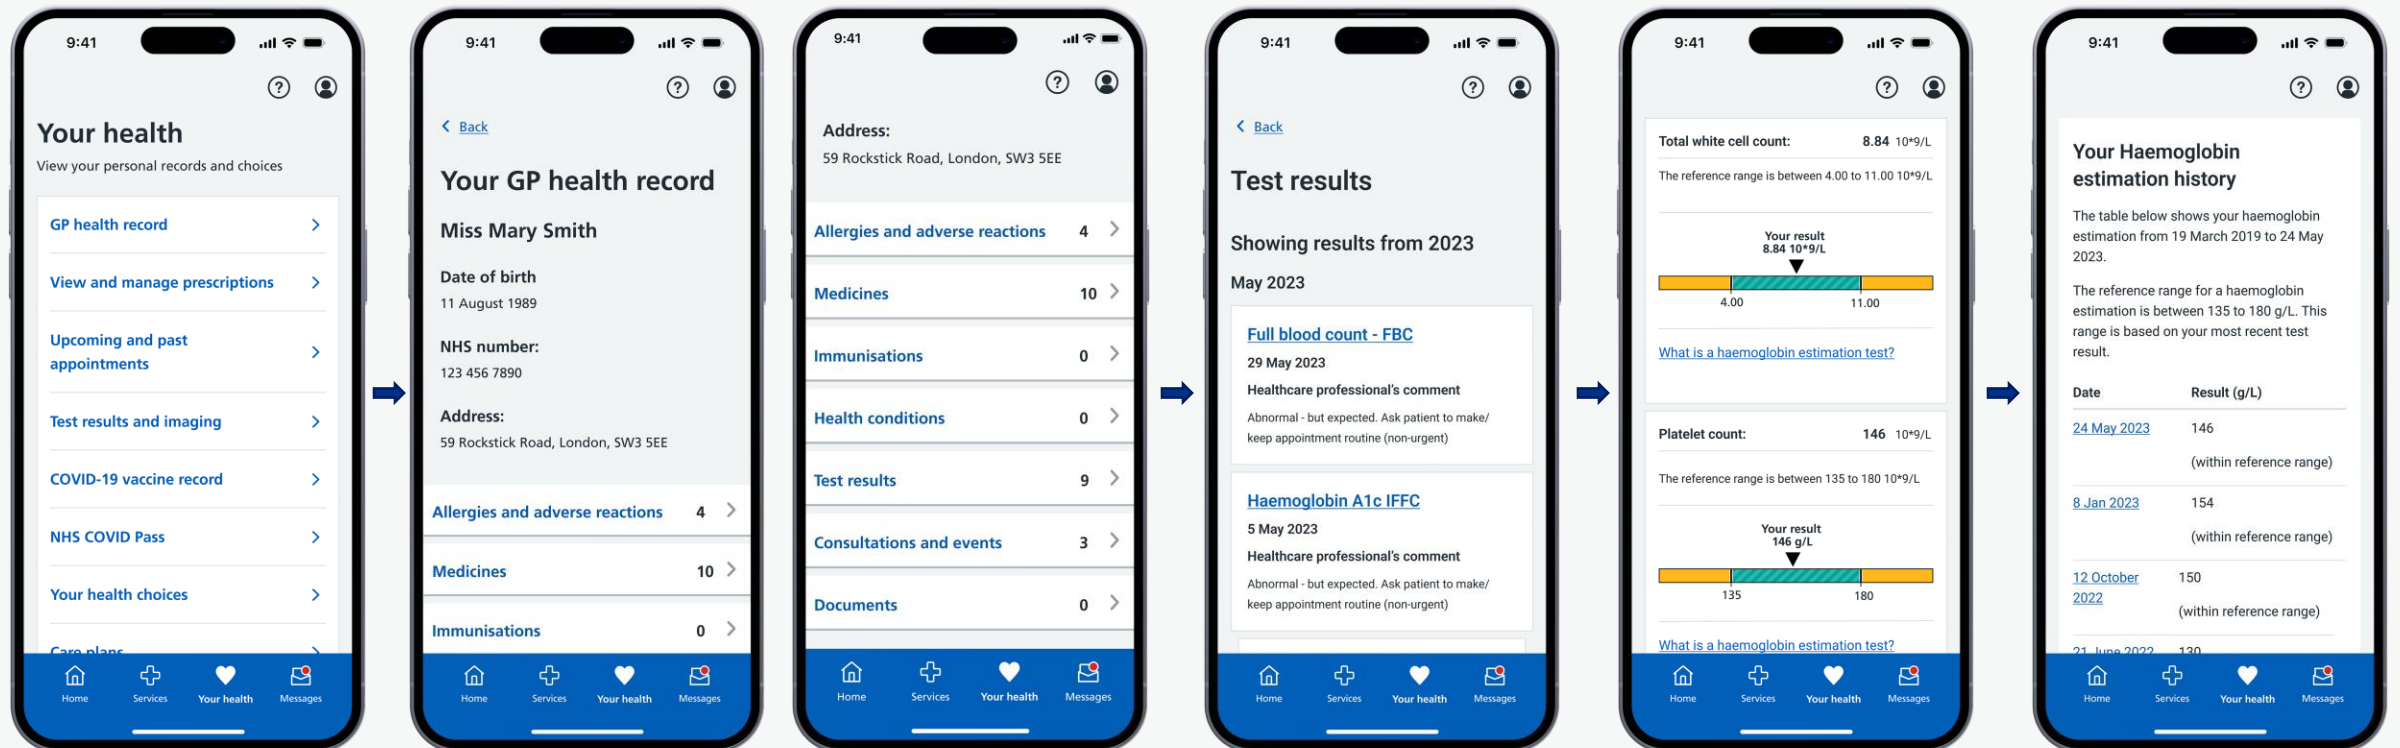 9:41
Your health
View your personal records and choices
GP health record
View and manage prescriptions
Upcoming and past
appointments
Test results and imaging
COVID-19 vaccine record
NHS COVID Pass
Your health choices
Care plans
Home Services Your health Messages
9:41
Back
Your GP health record
Miss Mary Smith
Date of birth
11 August 1989
NHS number:
123 456 7890
Address:
59 Rockstick Road, London, SW3 5EE
Allergies and adverse reactions 4
Medicines 10
Immunisations 0
Home Services Your health Messages
9:41
Address:
59 Rockstick Road, London, SW3 5EE
Allergies and adverse reactions 4
Medicines 10
Immunisations 0
Health conditions 0
Test results 9
Consultations and events 3
Documents 0
Home Services Your health Messages
9:41
Back
Test results
Showing results from 2023
May 2023
Full blood count - FBC
29 May 2023
Healthcare professional's comment
Abnormal - but expected. Ask patient to make/
keep appointment routine (non-urgent)
Haemoglobin A1c IFFC
5 May 2023
Healthcare professional's comment
Abnormal - but expected. Ask patient to make/
keep appointment routine (non-urgent)
Home Services Your health Messages
9:41
Total white cell count: 8.84 10*9/L
The reference range is between 4.00 to 11.00 10*9/L
Your result
8.84 10*9/L
4.00 11.00
What is a haemoglobin estimation test?
Platelet count: 146 10*9/L
The reference range is between 135 to 180 10*9/L
Your result
146 g/L
135 180
What is a haemoglobin estimation test?
Home Services Your health Messages
9:41
Your Haemoglobin
estimation history
The table below shows your haemoglobin
estimation from 19 March 2019 to 24 May
2023.
The reference range for a haemoglobin
estimation is between 135 to 180 g/L. This
range is based on your most recent test
result.
Date Result (g/L)
24 May 2023 146
(within reference range)
8 Jan 2023 154
(within reference range)
12 October 150
2022
(within reference range)
21 June 2022 130
Home Services Your health Messages